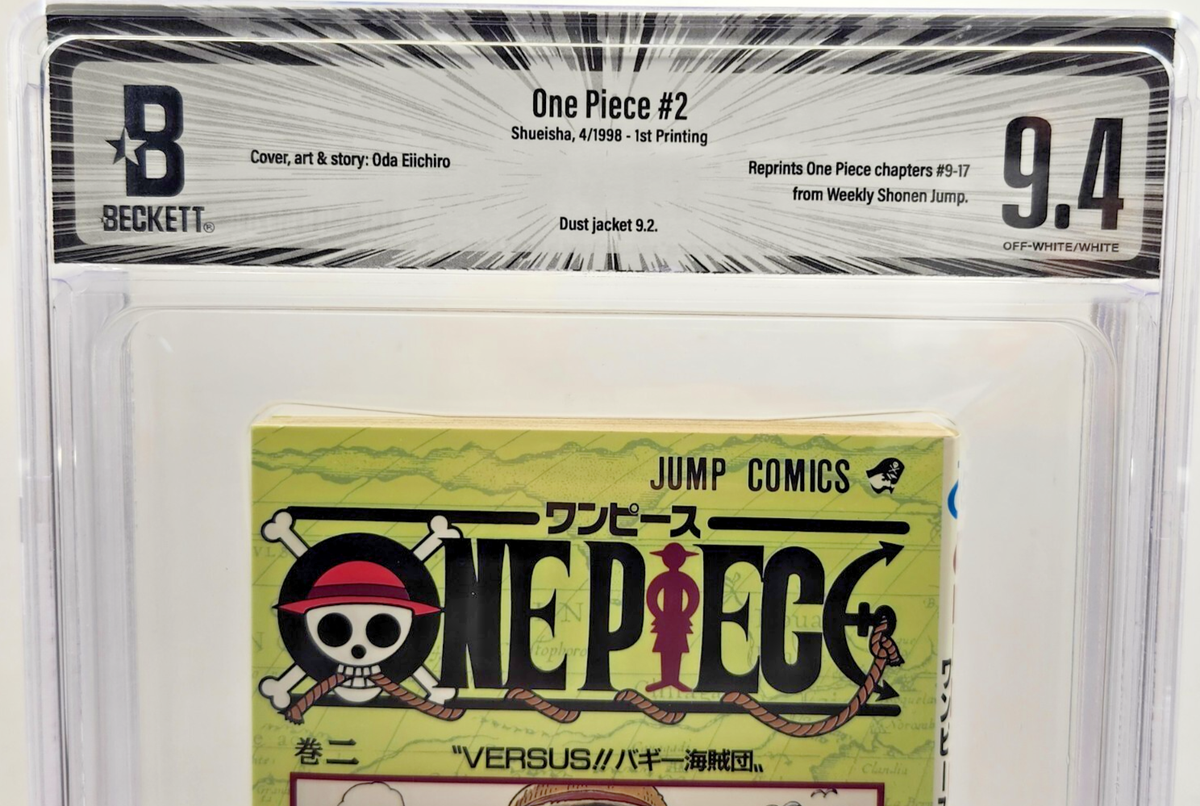 B
BECKETT®
One Piece #2
Shueisha, 4/1998 - 1st Printing
Cover, art & story: Oda Eiichiro
Reprints One Piece chapters #9-17
from Weekly Shonen Jump.
Dust jacket 9.2.
9.4
OFF-WHITE/WHITE
JUMP COMICS
ワンピース
ONE PIECE
巻二
"VERSUS!!バギー海賊団„